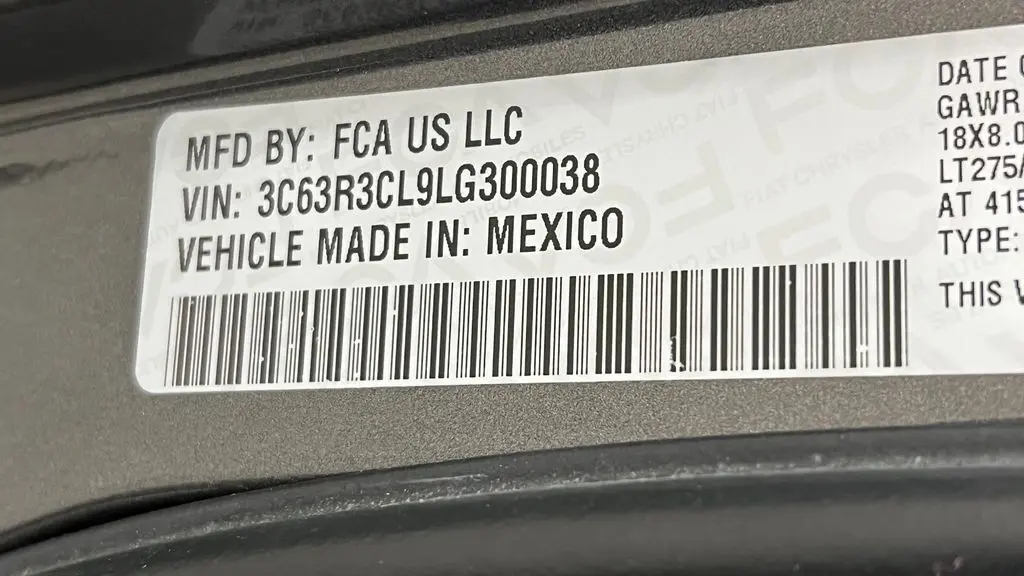 MFD BY: FCA US LLC
VIN: 3C63R3CL9LG300038
VEHICLE MADE IN: MEXICO
DATE
GAWR
18X8.0
LT275/
AT 415
TYPE:
THIS